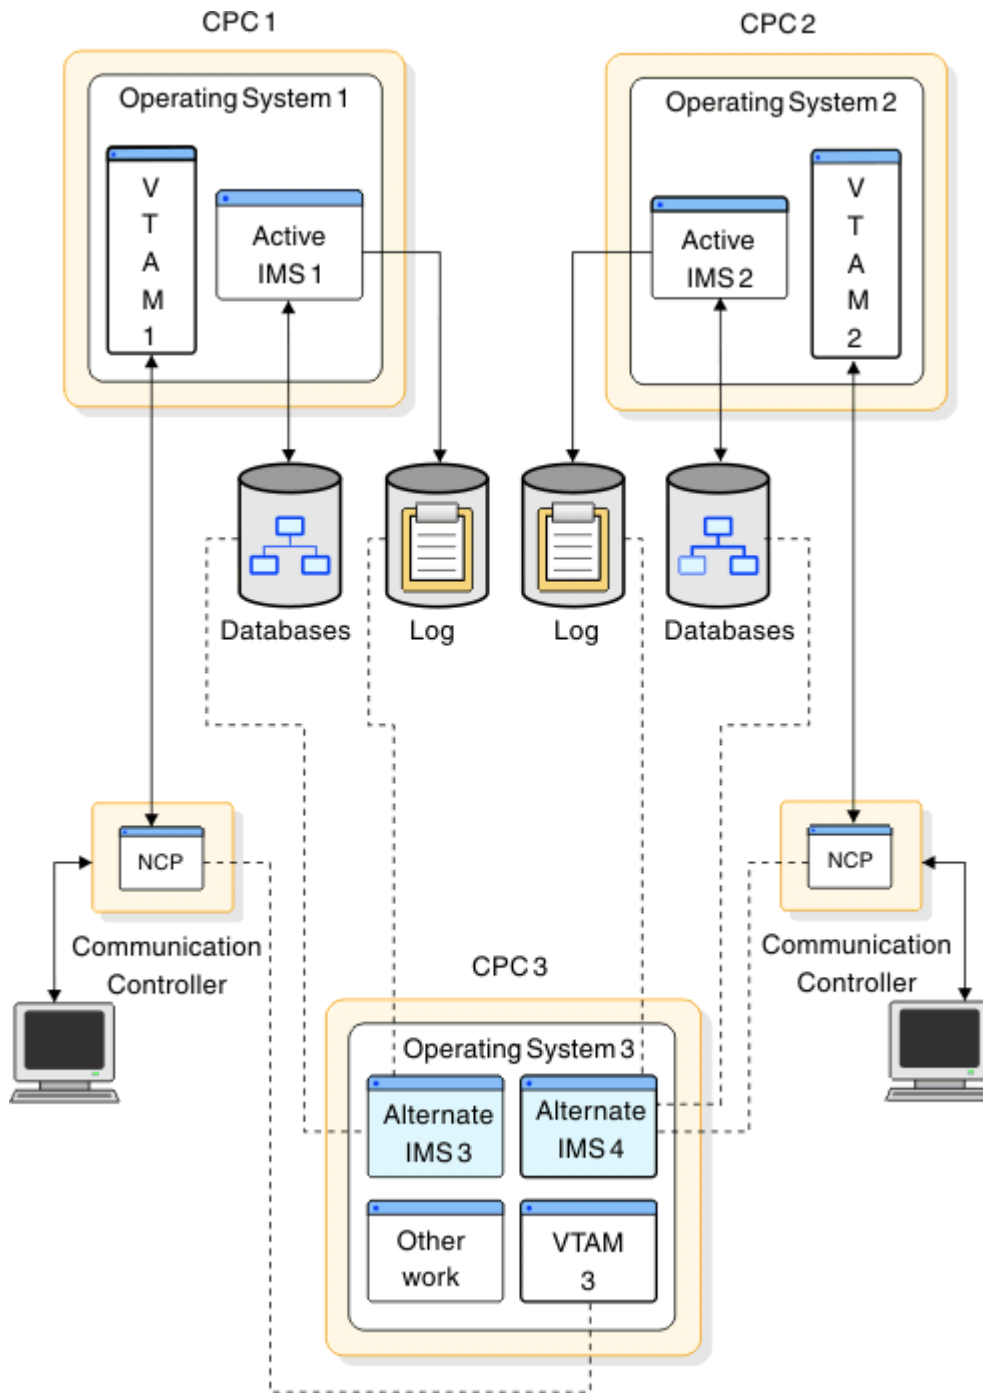 CPC 1
CPC 2
Operating System 1
Operating System 2
V
T
A
M
1
Active
IMS 1
Active
IMS 2
V
T
A
M
2
Databases
Log
Log
Databases
NCP
NCP
Communication
Controller
Communication
Controller
CPC 3
Operating System 3
Alternate
IMS 3
Alternate
IMS 4
Other
work
VTAM
3